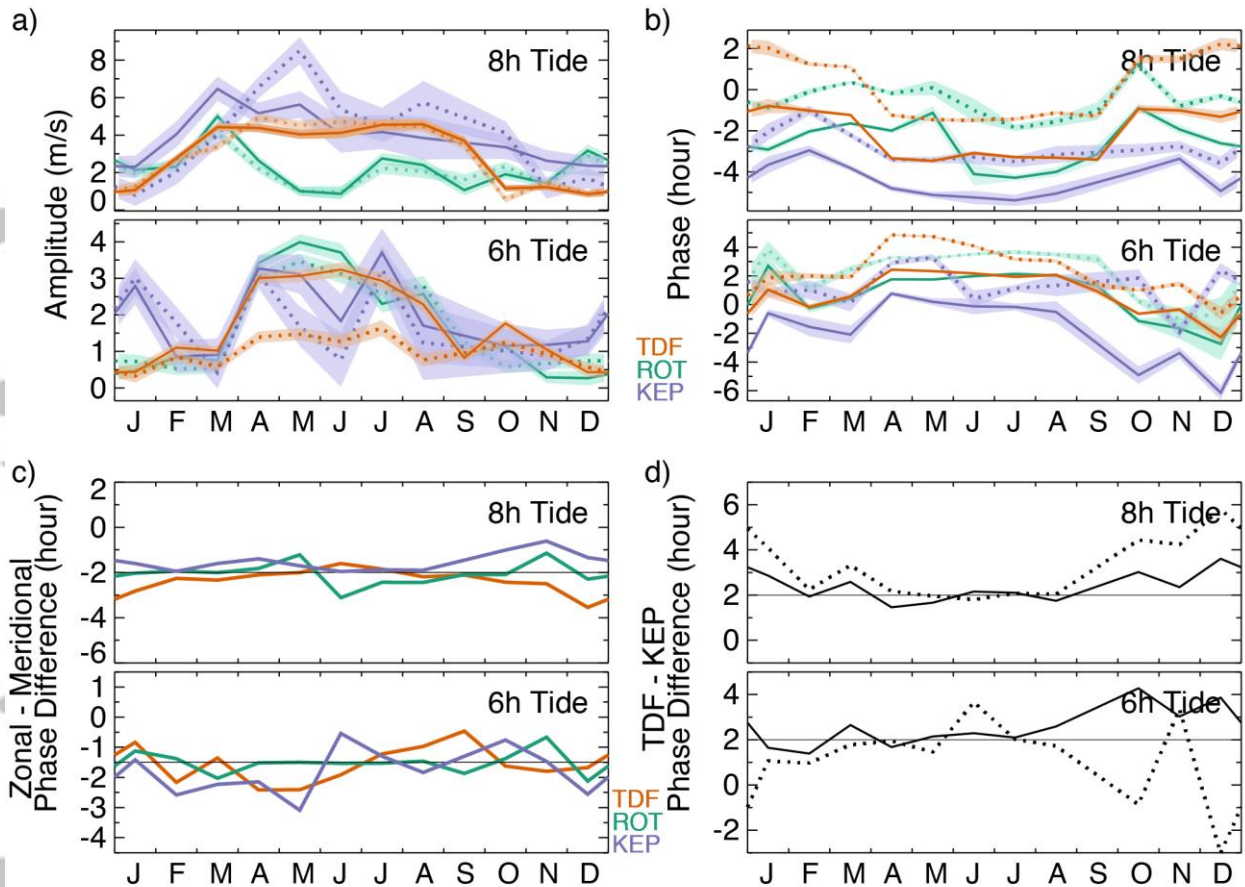 a)
8h Tide
8
6
4
2
0
Amplitude (m/s)
6h Tide
4
3
2
1
0
J F M A M J J A S O N D
b)
8h Tide
2
0
-2
-4
Phase (hour)
6h Tide
4
2
0
-2
-4
-6
TDF
ROT
KEP
J F M A M J J A S O N D
c)
8h Tide
2
0
-2
-4
-6
Zonal - Meridional
Phase Difference (hour)
6h Tide
1
0
-1
-2
-3
-4
TDF
ROT
KEP
J F M A M J J A S O N D
d)
8h Tide
6
4
2
0
TDF - KEP
Phase Difference (hour)
6h Tide
4
2
0
-2
J F M A M J J A S O N D